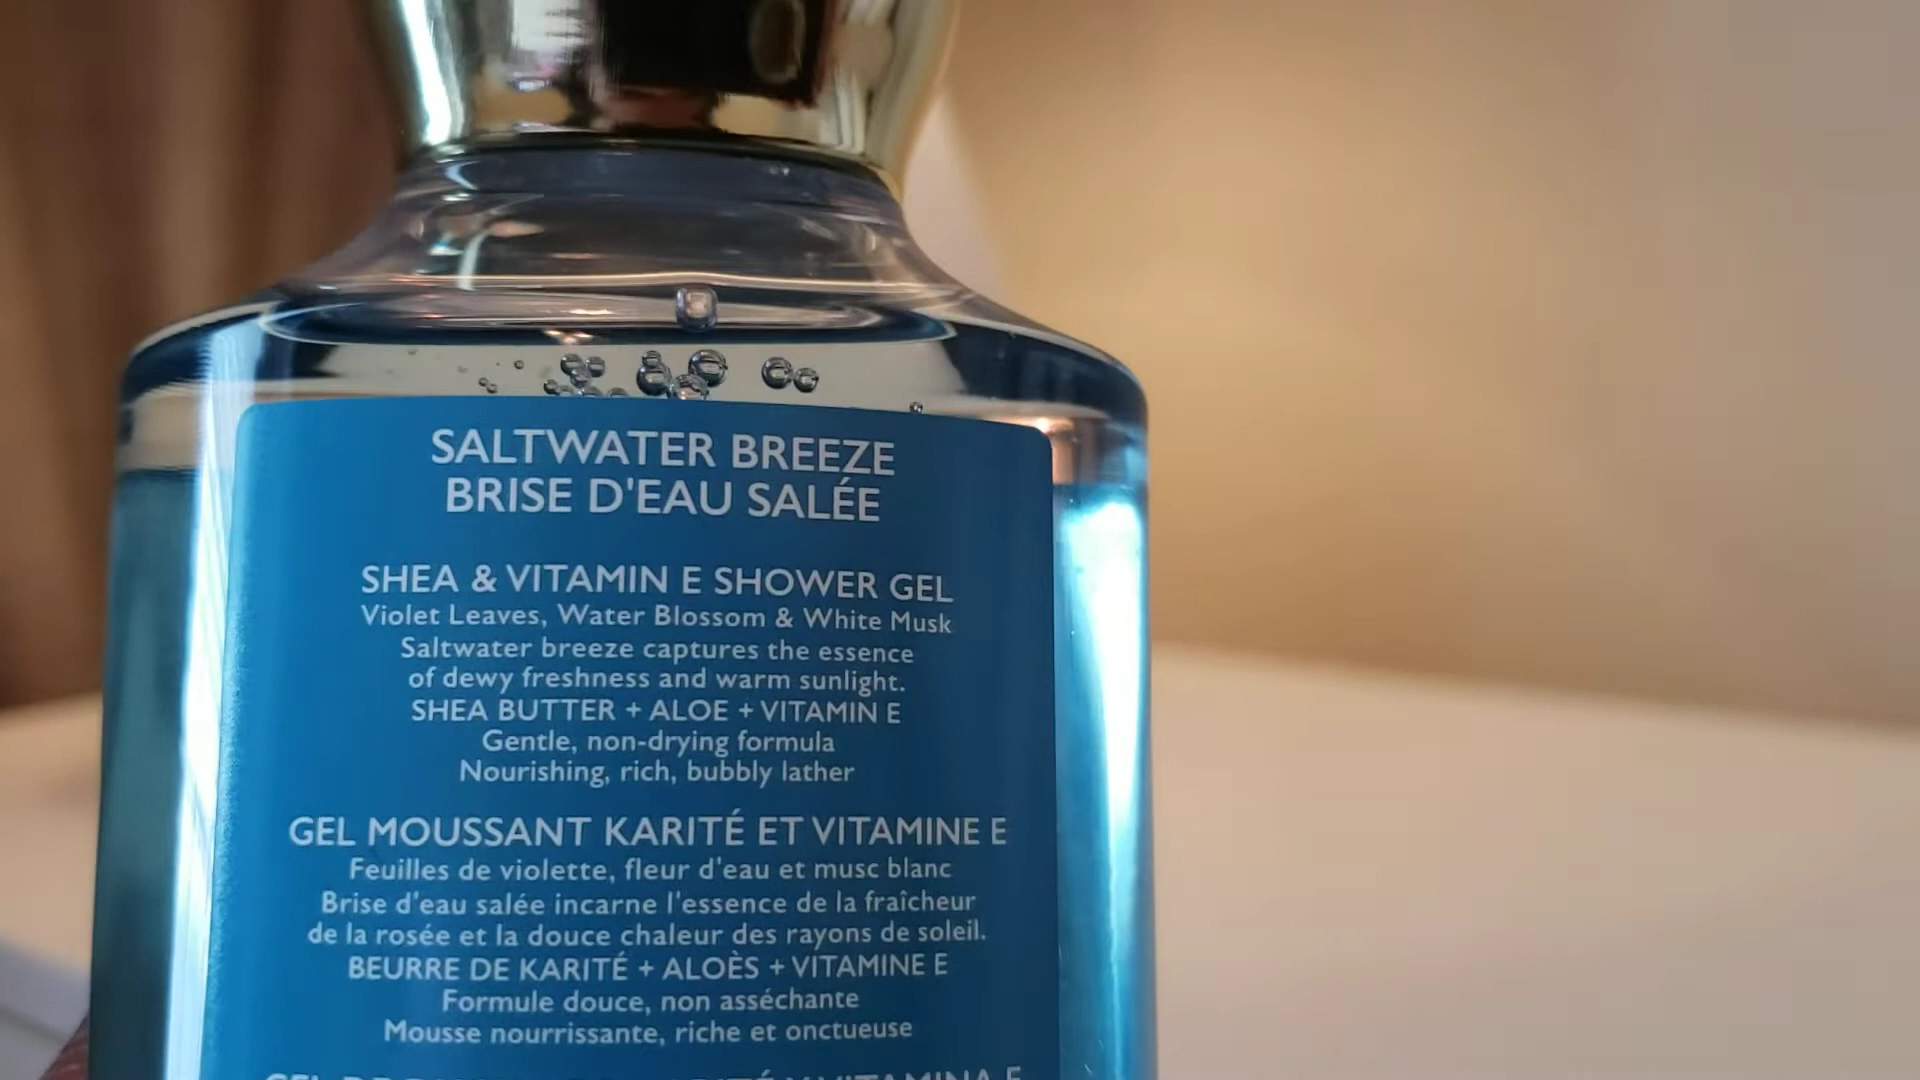 SALTWATER BREEZE
BRISE D'EAU SALÉE
SHEA & VITAMIN E SHOWER GEL
Violet Leaves, Water Blossom & White Musk
Saltwater breeze captures the essence
of dewy freshness and warm sunlight.
SHEA BUTTER + ALOE + VITAMIN E
Gentle, non-drying formula
Nourishing, rich, bubbly lather
GEL MOUSSANT KARITÉ ET VITAMINE E
Feuilles de violette, fleur d'eau et musc blanc
Brise d'eau salée incarne l'essence de la fraîcheur
de la rosée et la douce chaleur des rayons de soleil.
BEURRE DE KARITÉ + ALOÈS + VITAMINE E
Formule douce, non asséchante
Mousse nourrissante, riche et onctueuse